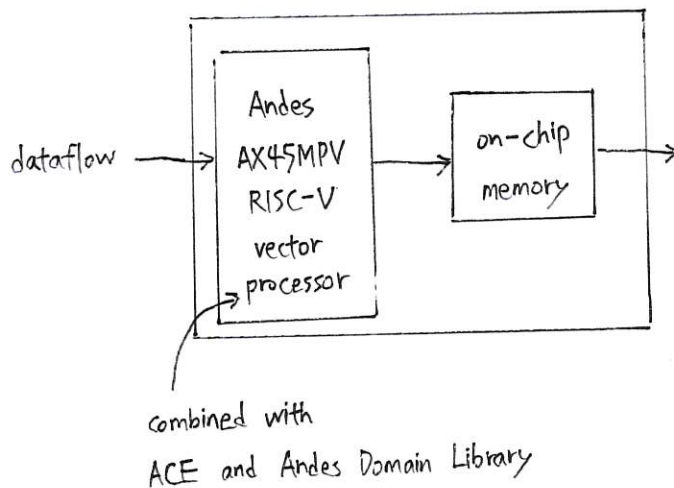 dataflow
Andes
AX45MPV
RISC-V
vector
processor
on-chip
memory
combined with
ACE and Andes Domain Library